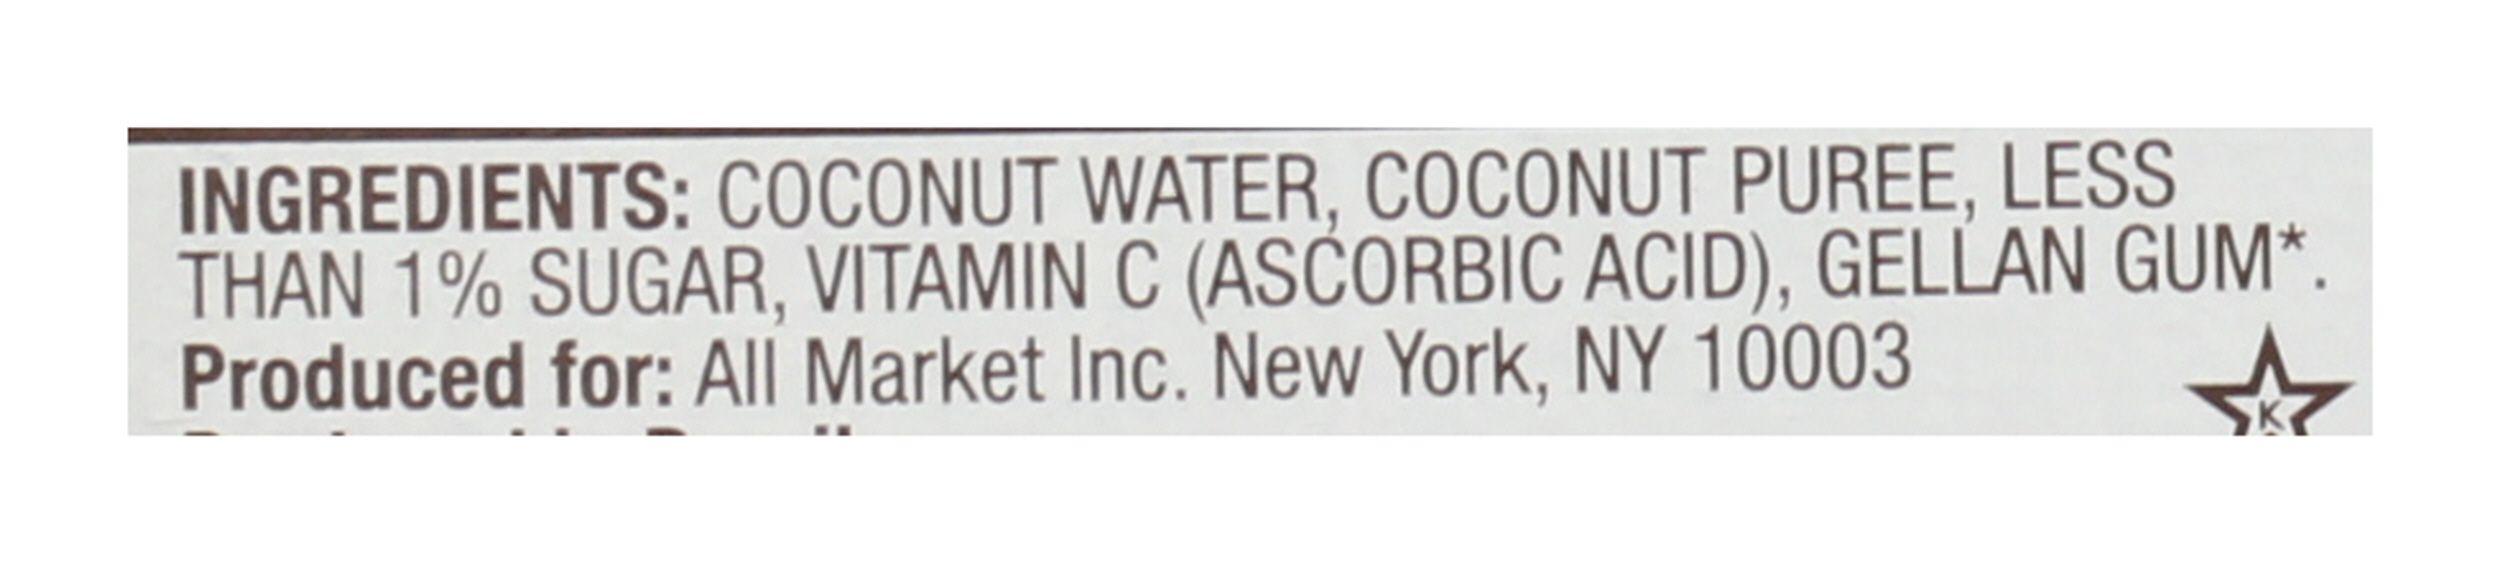 INGREDIENTS: COCONUT WATER, COCONUT PUREE, LESS
THAN 1% SUGAR, VITAMIN C (ASCORBIC ACID), GELLAN GUM*.
Produced for: All Market Inc. New York, NY 10003
K